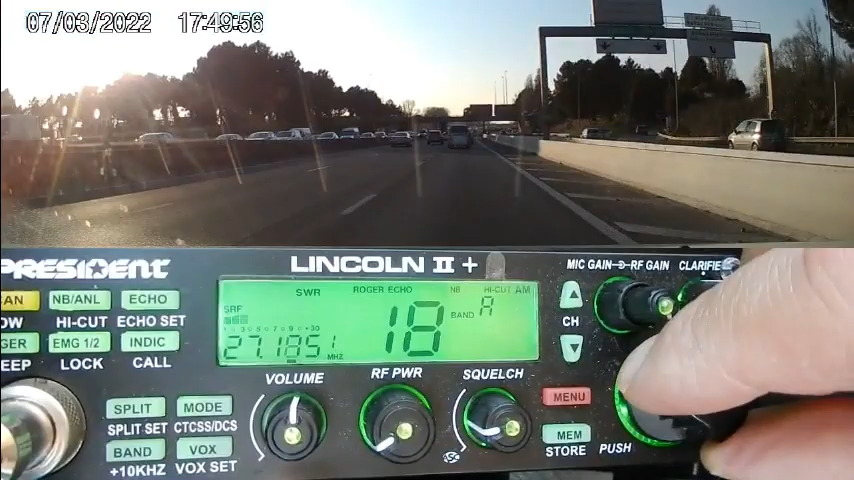 07/03/2022 17:49:56
PRESIDENT LINCOLN II + MIC GAIN RF GAIN CLARIFIE
AN NB/ANL ECHO
OW HI-CUT ECHO SET
GER EMG 1/2 INDIC
EEP LOCK CALL
SWR ROGER ECHO NB HI-CUT AM
SRF
18 BAND A
27.1851 MHZ
CH
VOLUME RF PWR SQUELCH
SPLIT MODE
SPLIT SET CTCSS/DCS
BAND VOX
+10KHZ VOX SET
MENU
MEM
STORE PUSH
ASC